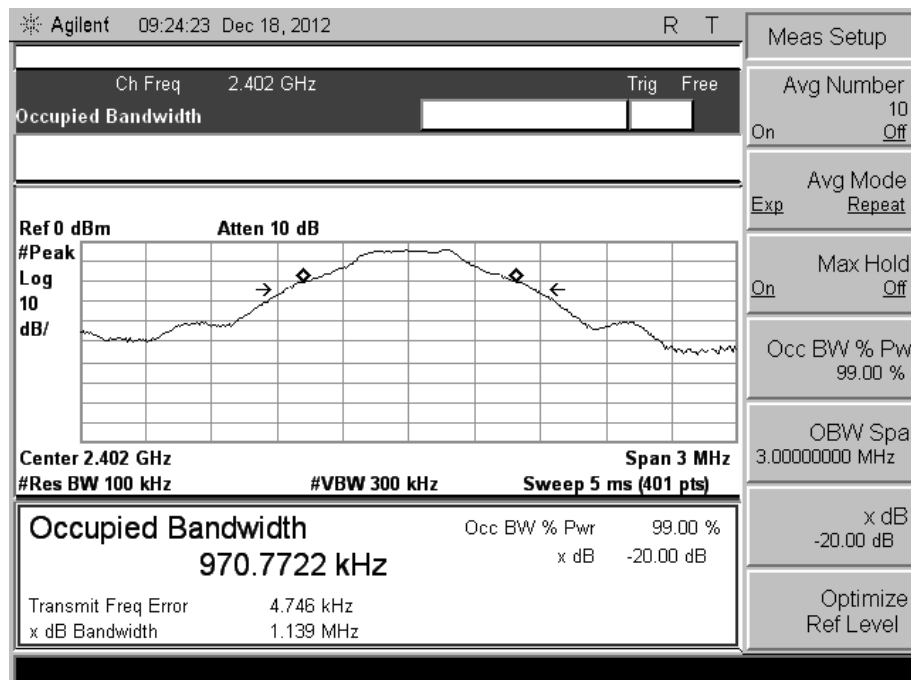 Agilent 09:24:23 Dec 18, 2012 R T
Meas Setup
Ch Freq 2.402 GHz Trig Free
Occupied Bandwidth
Avg Number
10
On Off
Avg Mode
Exp Repeat
Max Hold
On Off
Occ BW % Pw
99.00 %
OBW Spa
3.00000000 MHz
x dB
-20.00 dB
Optimize
Ref Level
Ref 0 dBm Atten 10 dB
#Peak
Log
10
dB/
Center 2.402 GHz Span 3 MHz
#Res BW 100 kHz #VBW 300 kHz Sweep 5 ms (401 pts)
Occupied Bandwidth Occ BW % Pwr 99.00 %
970.7722 kHz x dB -20.00 dB
Transmit Freq Error 4.746 kHz
x dB Bandwidth 1.139 MHz